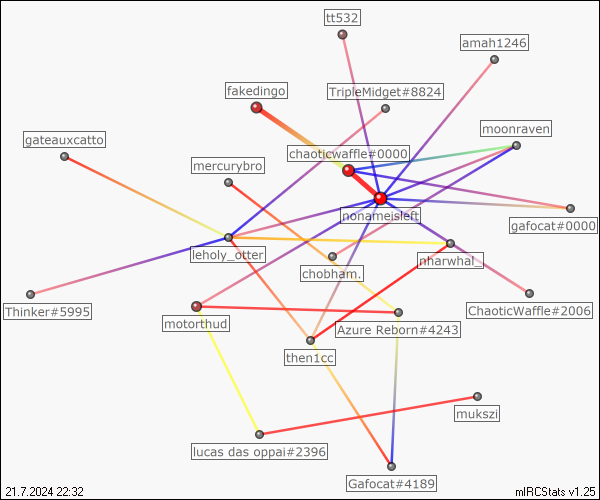 tt532
amah1246
fakedingo
TripleMidget#8824
moonraven
gateauxcatto
chaoticwaffle#0000
mercurybro
nonameisleft
gafocat#0000
leholy_otter
nharwhal_
chobham.
Thinker#5995
ChaoticWaffle#2006
motorthud
Azure Reborn#4243
then1cc
mukszi
lucas das oppai#2396
Gafocat#4189
21.7.2024 22:32
mIRCStats v1.25